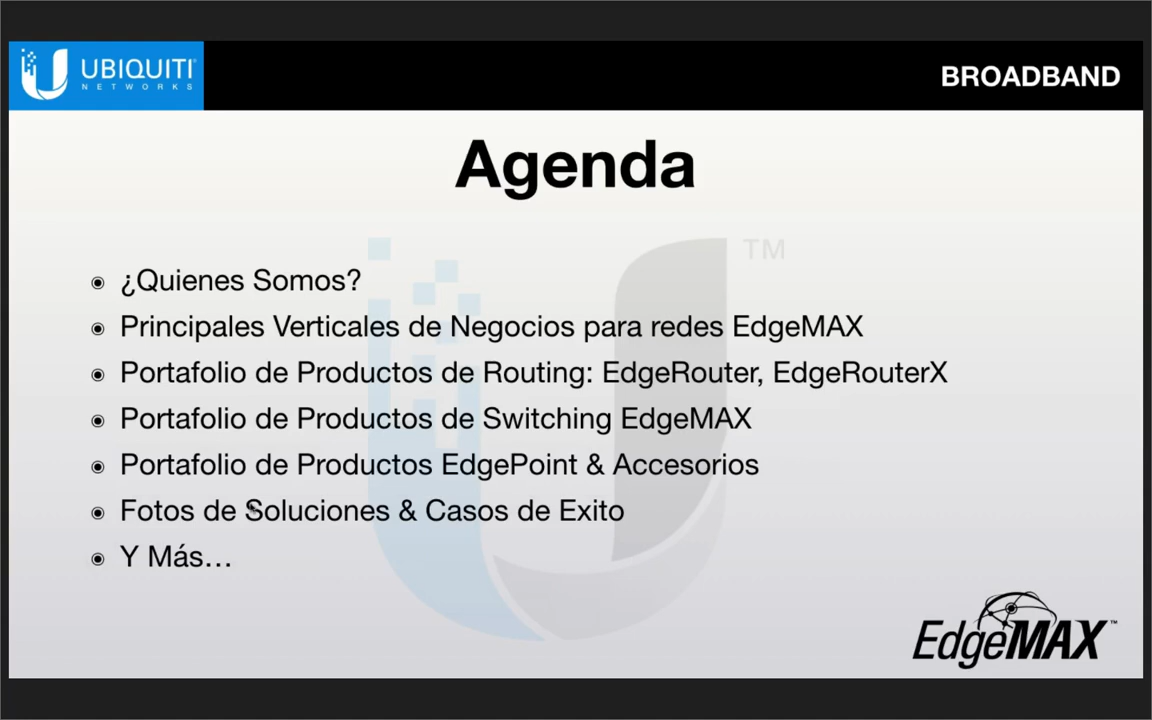 UBIQUITI
NETWORKS
BROADBAND
Agenda
TM
¿Quienes Somos?
Principales Verticales de Negocios para redes EdgeMAX
Portafolio de Productos de Routing: EdgeRouter, EdgeRouterX
Portafolio de Productos de Switching EdgeMAX
Portafolio de Productos EdgePoint & Accesorios
Fotos de Soluciones & Casos de Exito
Y Más…
EdgeMAX™